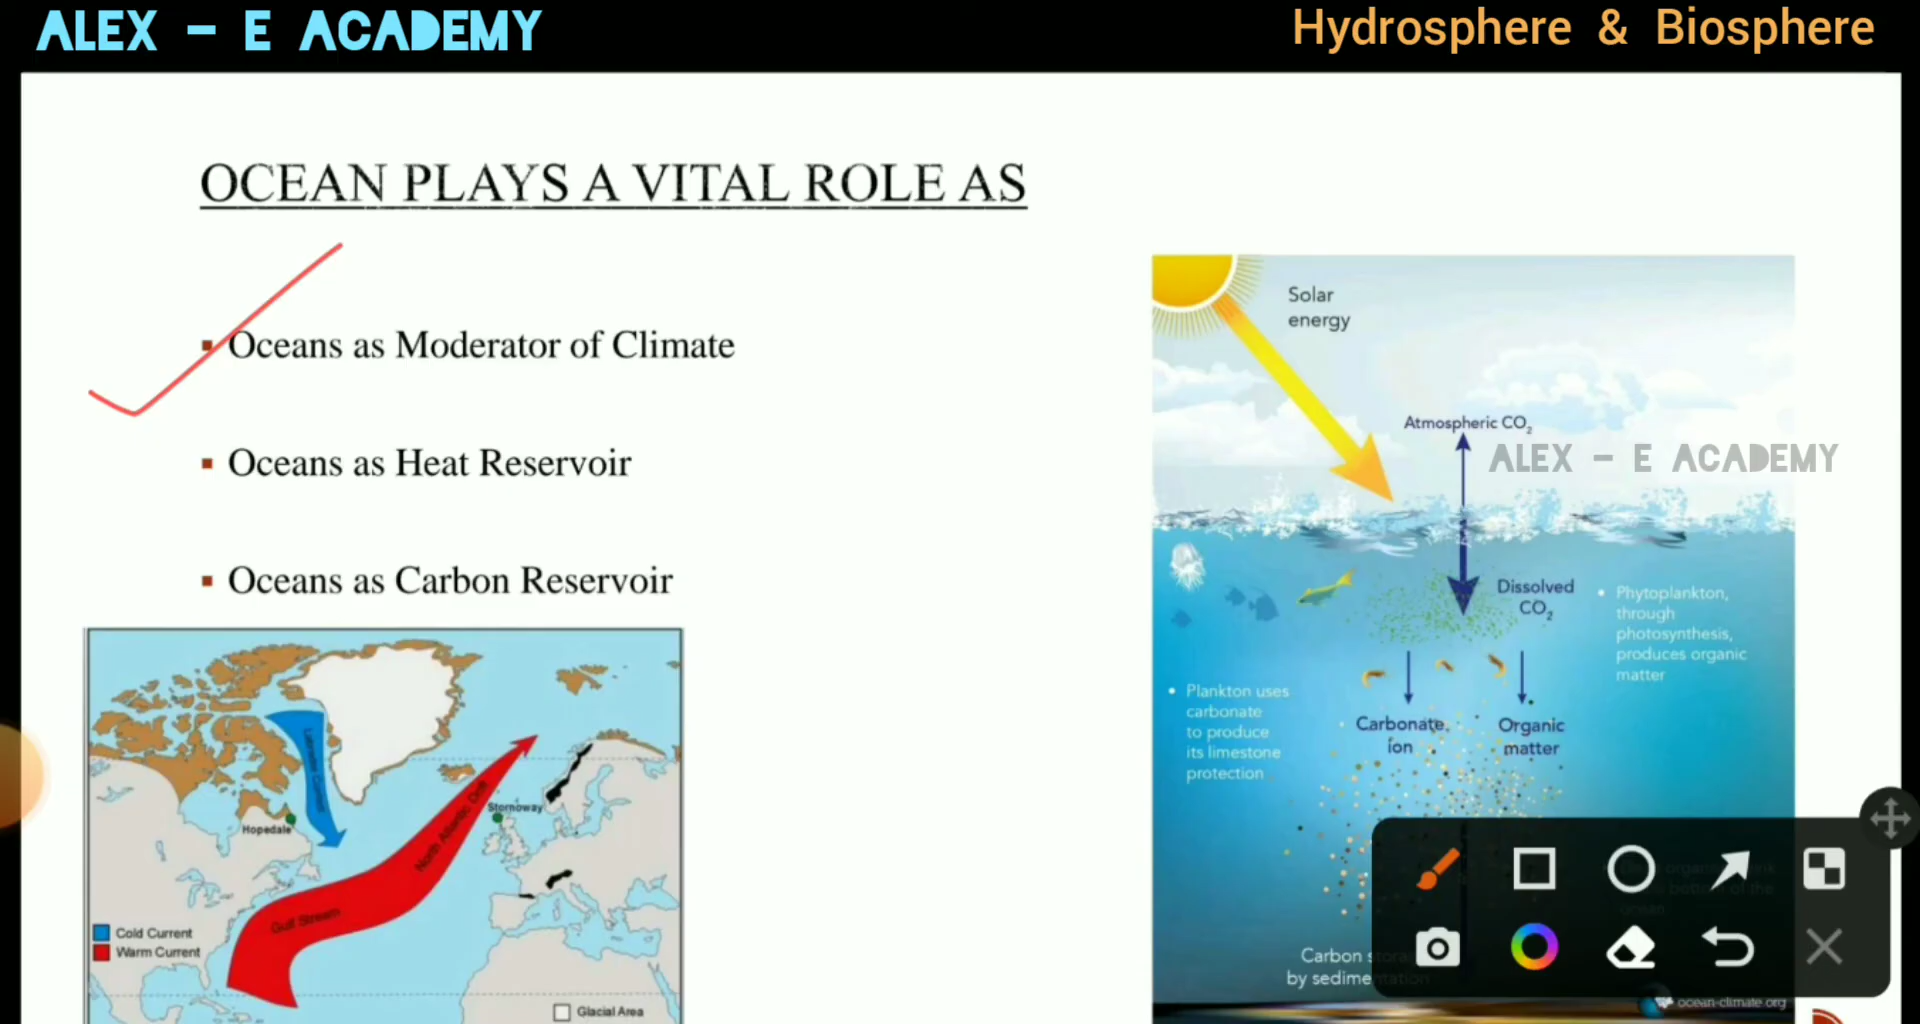 ALEX - E ACADEMY
Hydrosphere & Biosphere
OCEAN PLAYS A VITAL ROLE AS
Oceans as Moderator of Climate
Oceans as Heat Reservoir
Oceans as Carbon Reservoir
Labrador Current
Hopedale
Stornoway
North Atlantic Drift
Gulf Stream
Cold Current
Warm Current
Glacial Area
Solar
energy
Atmospheric CO₂
ALEX - E ACADEMY
Dissolved
CO₂
Phytoplankton,
through
photosynthesis,
produces organic
matter
Plankton uses
carbonate
to produce
its limestone
protection
Carbonate
ion
Organic
matter
Carbon
by sedimentation
ocean-climate.org